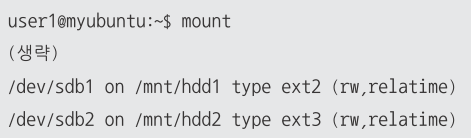 user1@myubuntu:~$ mount
(생략)
/dev/sdb1 on /mnt/hdd1 type ext2 (rw,relatime)
/dev/sdb2 on /mnt/hdd2 type ext3 (rw,relatime)